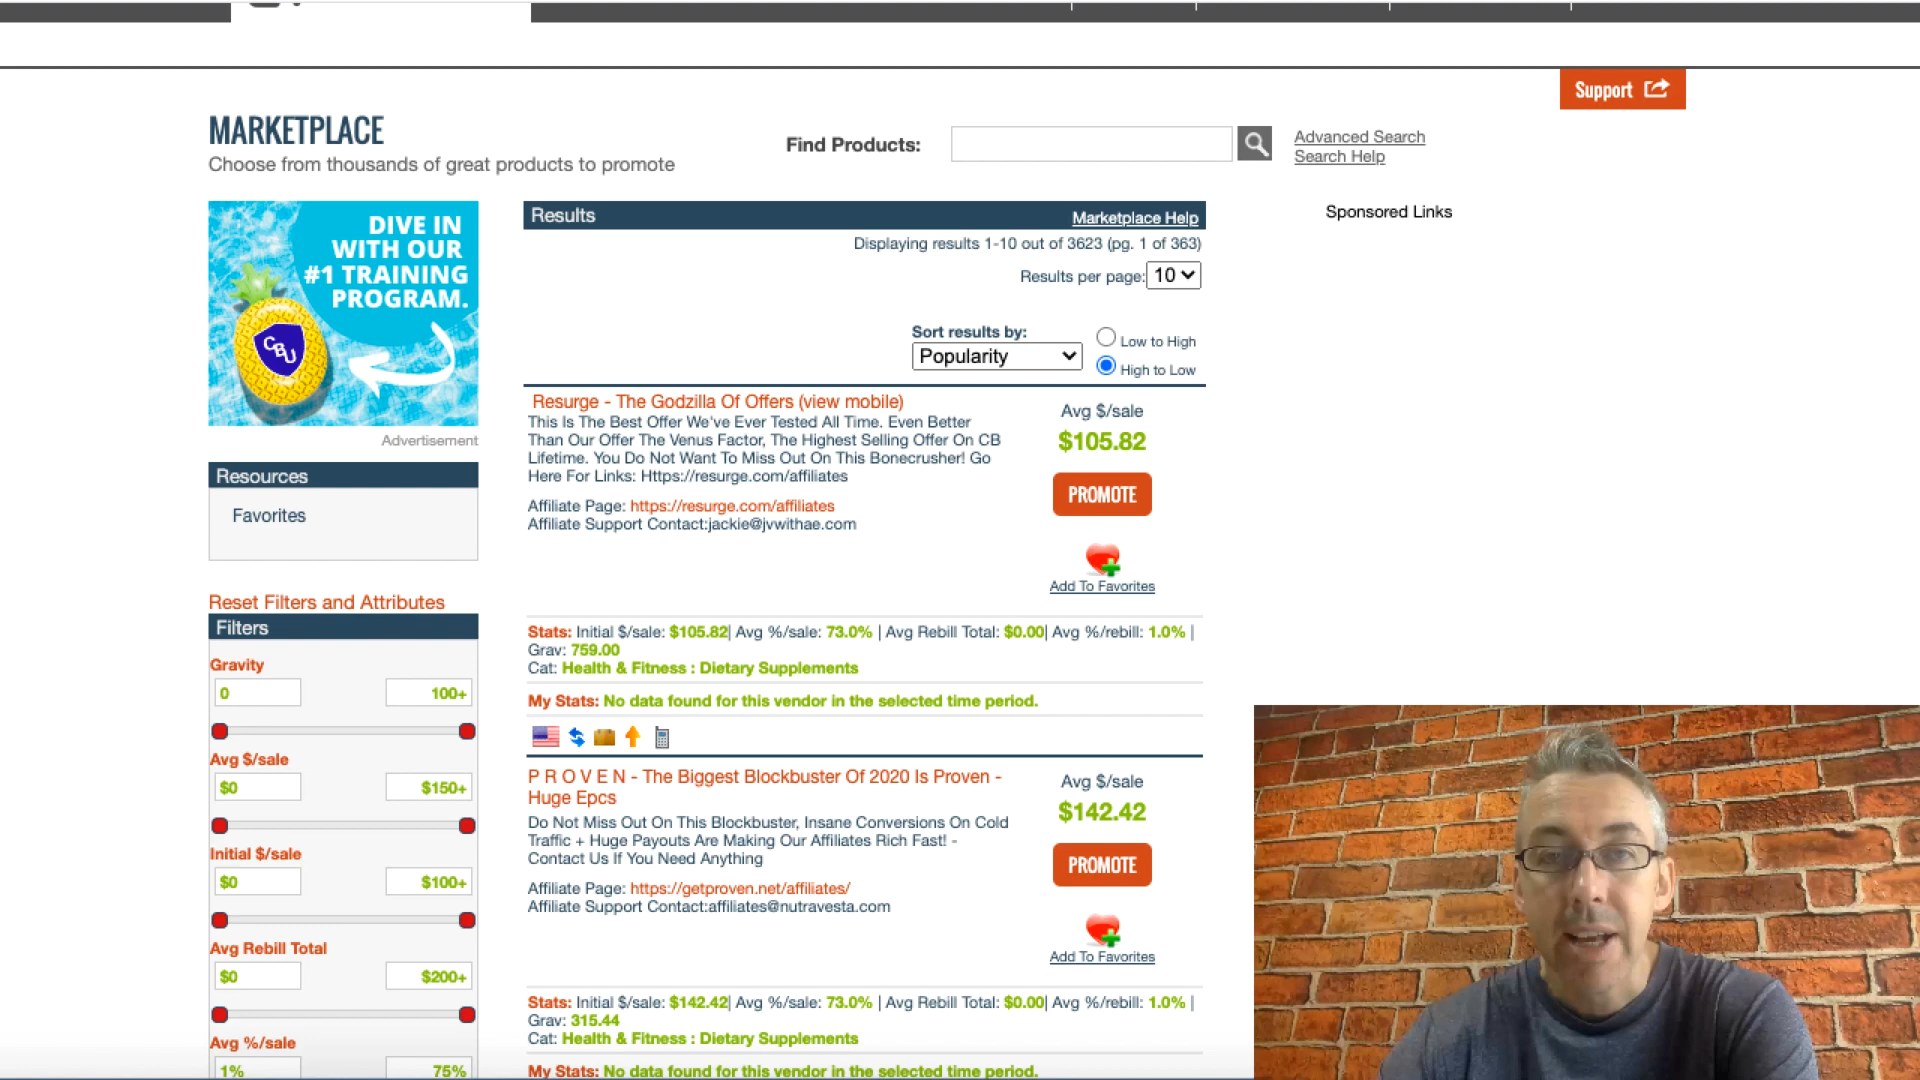 Support
MARKETPLACE
Choose from thousands of great products to promote
Find Products:
Advanced Search
Search Help
DIVE IN
WITH OUR
#1 TRAINING
PROGRAM.
CBU
Advertisement
Resources
Favorites
Reset Filters and Attributes
Filters
Gravity
0 100+
Avg $/sale
$0 $150+
Initial $/sale
$0 $100+
Avg Rebill Total
$0 $200+
Avg %/sale
1% 75%
Results Marketplace Help
Displaying results 1-10 out of 3623 (pg. 1 of 363)
Results per page: 10
Sort results by:
Popularity
Low to High
High to Low
Resurge - The Godzilla Of Offers (view mobile)
This Is The Best Offer We've Ever Tested All Time. Even Better
Than Our Offer The Venus Factor, The Highest Selling Offer On CB
Lifetime. You Do Not Want To Miss Out On This Bonecrusher! Go
Here For Links: Https://resurge.com/affiliates
Affiliate Page: https://resurge.com/affiliates
Affiliate Support Contact:jackie@jvwithae.com
Avg $/sale
$105.82
PROMOTE
Add To Favorites
Stats: Initial $/sale: $105.82| Avg %/sale: 73.0% | Avg Rebill Total: $0.00| Avg %/rebill: 1.0% |
Grav: 759.00
Cat: Health & Fitness : Dietary Supplements
My Stats: No data found for this vendor in the selected time period.
P R O V E N - The Biggest Blockbuster Of 2020 Is Proven -
Huge Epcs
Do Not Miss Out On This Blockbuster, Insane Conversions On Cold
Traffic + Huge Payouts Are Making Our Affiliates Rich Fast! -
Contact Us If You Need Anything
Affiliate Page: https://getproven.net/affiliates/
Affiliate Support Contact:affiliates@nutravesta.com
Avg $/sale
$142.42
PROMOTE
Add To Favorites
Stats: Initial $/sale: $142.42| Avg %/sale: 73.0% | Avg Rebill Total: $0.00| Avg %/rebill: 1.0% |
Grav: 315.44
Cat: Health & Fitness : Dietary Supplements
My Stats: No data found for this vendor in the selected time period.
Sponsored Links